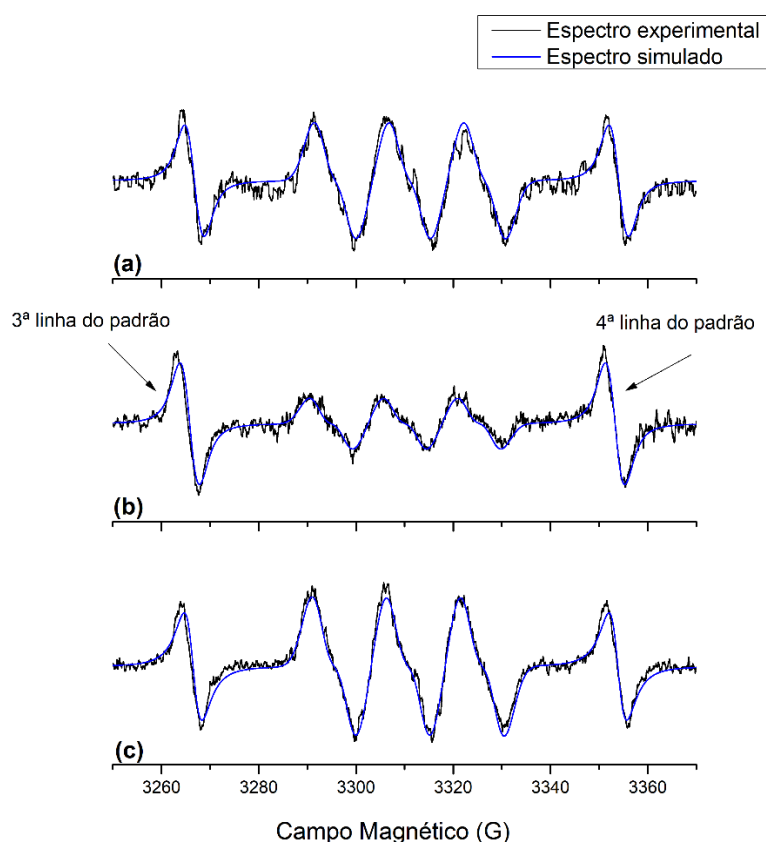 Espectro experimental
Espectro simulado
(a)
3ª linha do padrão
4ª linha do padrão
(b)
(c)
3260 3280 3300 3320 3340 3360
Campo Magnético (G)